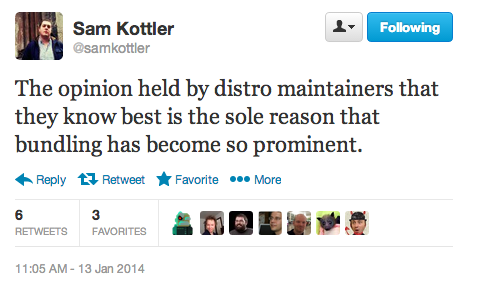 Sam Kottler
@samkottler
Following
The opinion held by distro maintainers that
they know best is the sole reason that
bundling has become so prominent.
Reply Retweet Favorite More
6 3
RETWEETS FAVORITES
11:05 AM - 13 Jan 2014